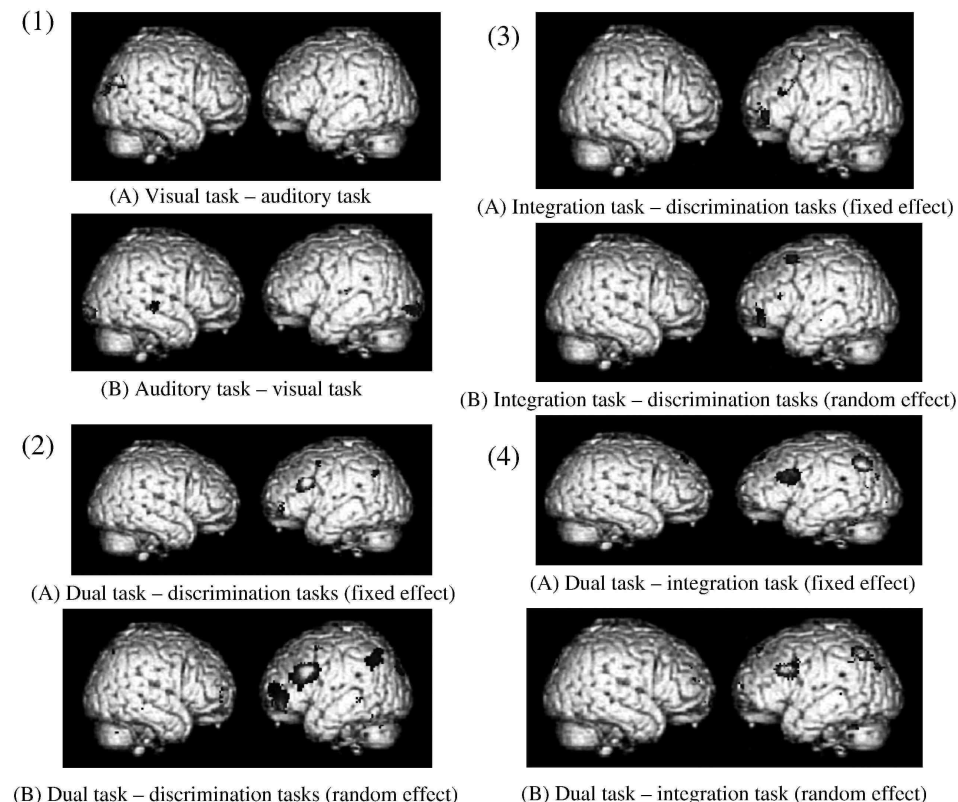 (1)
(A) Visual task – auditory task
(B) Auditory task – visual task
(2)
(A) Dual task – discrimination tasks (fixed effect)
(B) Dual task – discrimination tasks (random effect)
(3)
(A) Integration task – discrimination tasks (fixed effect)
(B) Integration task – discrimination tasks (random effect)
(4)
(A) Dual task – integration task (fixed effect)
(B) Dual task – integration task (random effect)